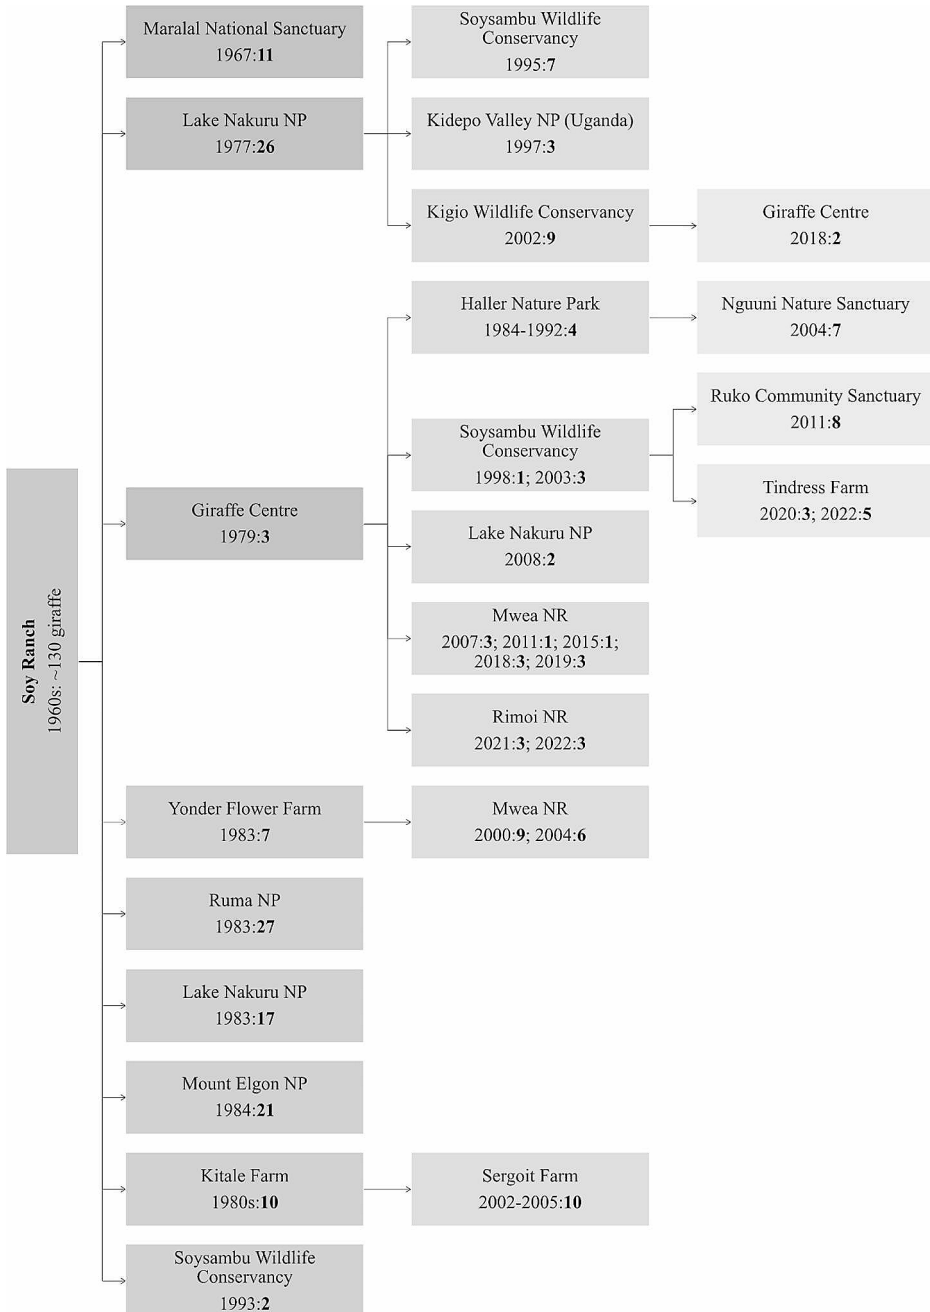 Soy Ranch
1960s: ~130 giraffe
Maralal National Sanctuary
1967:11
Lake Nakuru NP
1977:26
Soysambu Wildlife
Conservancy
1995:7
Kidepo Valley NP (Uganda)
1997:3
Kigio Wildlife Conservancy
2002:9
Giraffe Centre
2018:2
Giraffe Centre
1979:3
Haller Nature Park
1984-1992:4
Nguuni Nature Sanctuary
2004:7
Soysambu Wildlife
Conservancy
1998:1; 2003:3
Ruko Community Sanctuary
2011:8
Tindress Farm
2020:3; 2022:5
Lake Nakuru NP
2008:2
Mwea NR
2007:3; 2011:1; 2015:1;
2018:3; 2019:3
Rimoi NR
2021:3; 2022:3
Yonder Flower Farm
1983:7
Mwea NR
2000:9; 2004:6
Ruma NP
1983:27
Lake Nakuru NP
1983:17
Mount Elgon NP
1984:21
Kitale Farm
1980s:10
Sergoit Farm
2002-2005:10
Soysambu Wildlife
Conservancy
1993:2